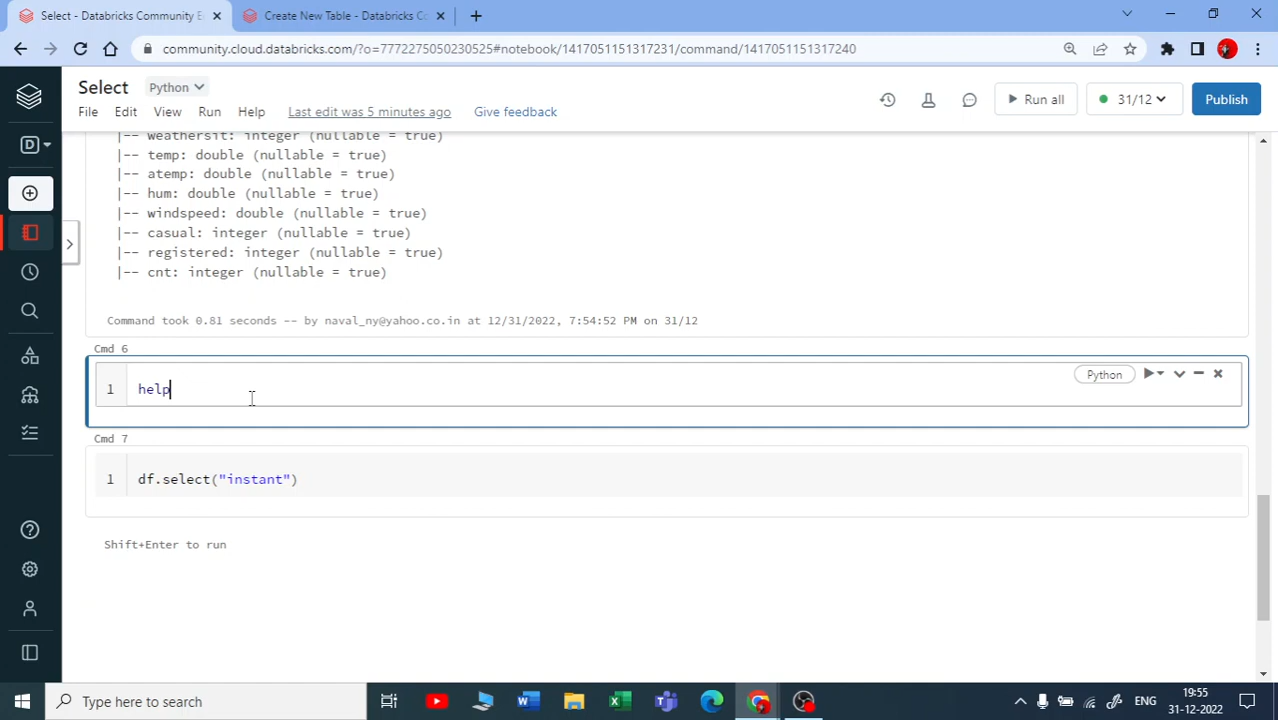 Select - Databricks Community E
Create New Table - Databricks Co
community.cloud.databricks.com/?o=7772275050230525#notebook/1417051151317231/command/1417051151317240
Select Python
File Edit View Run Help Last edit was 5 minutes ago Give feedback
Run all
31/12
Publish
D
|-- weathersit: integer (nullable = true)
|-- temp: double (nullable = true)
|-- atemp: double (nullable = true)
|-- hum: double (nullable = true)
|-- windspeed: double (nullable = true)
|-- casual: integer (nullable = true)
|-- registered: integer (nullable = true)
|-- cnt: integer (nullable = true)
Command took 0.81 seconds -- by naval_ny@yahoo.co.in at 12/31/2022, 7:54:52 PM on 31/12
Cmd 6
1 help
Python
Cmd 7
1 df.select("instant")
Shift+Enter to run
Type here to search
ENG
19:55
31-12-2022